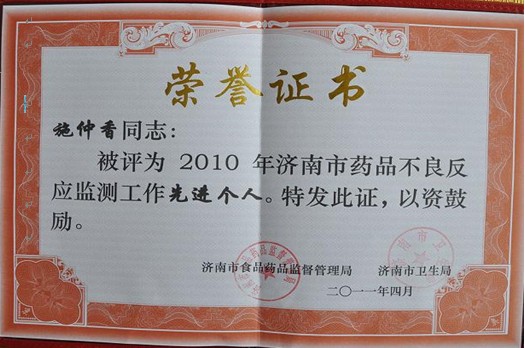 荣誉证书
施仲香同志：
被评为 2010 年济南市药品不良反
应监测工作先进个人。特发此证，以资鼓
励。
济南市食品药品监督管理局 济南市卫生局
二〇一一年四月